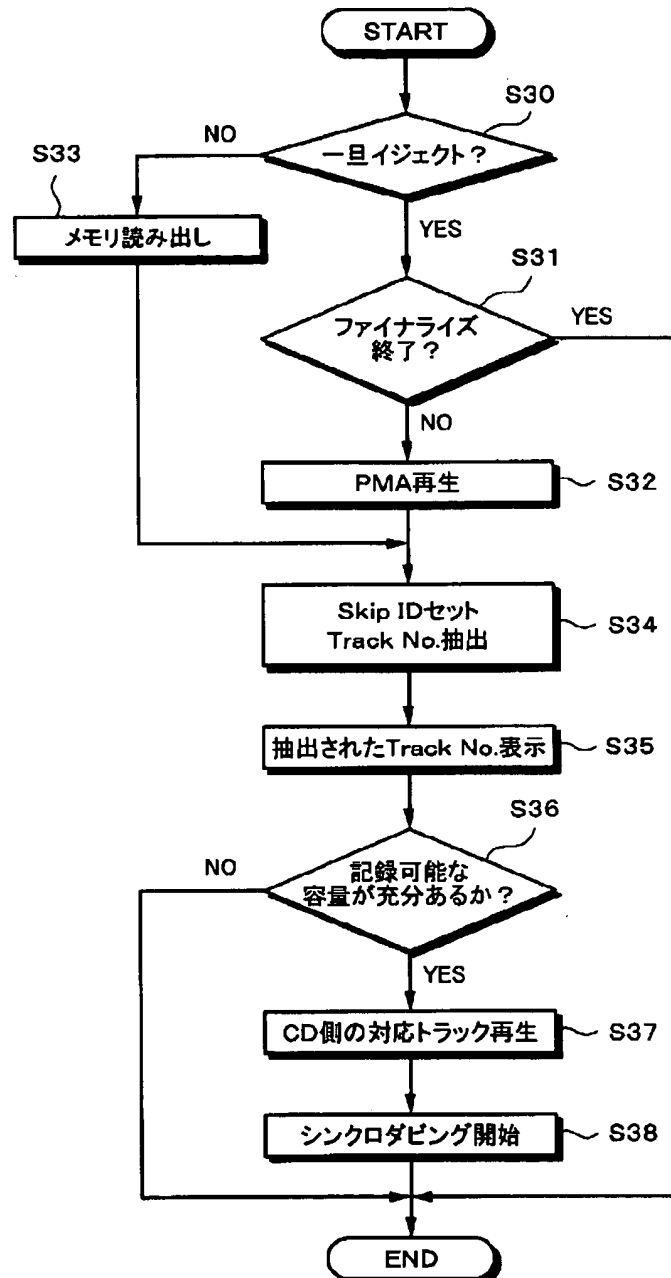 START
S30
一旦イジェクト？
NO
S33
メモリ読み出し
YES
S31
ファイナライズ
終了？
YES
NO
PMA再生
S32
Skip IDセット
Track No.抽出
S34
抽出されたTrack No.表示
S35
S36
記録可能な
容量が充分あるか？
NO
YES
CD側の対応トラック再生
S37
シンクロダビング開始
S38
END